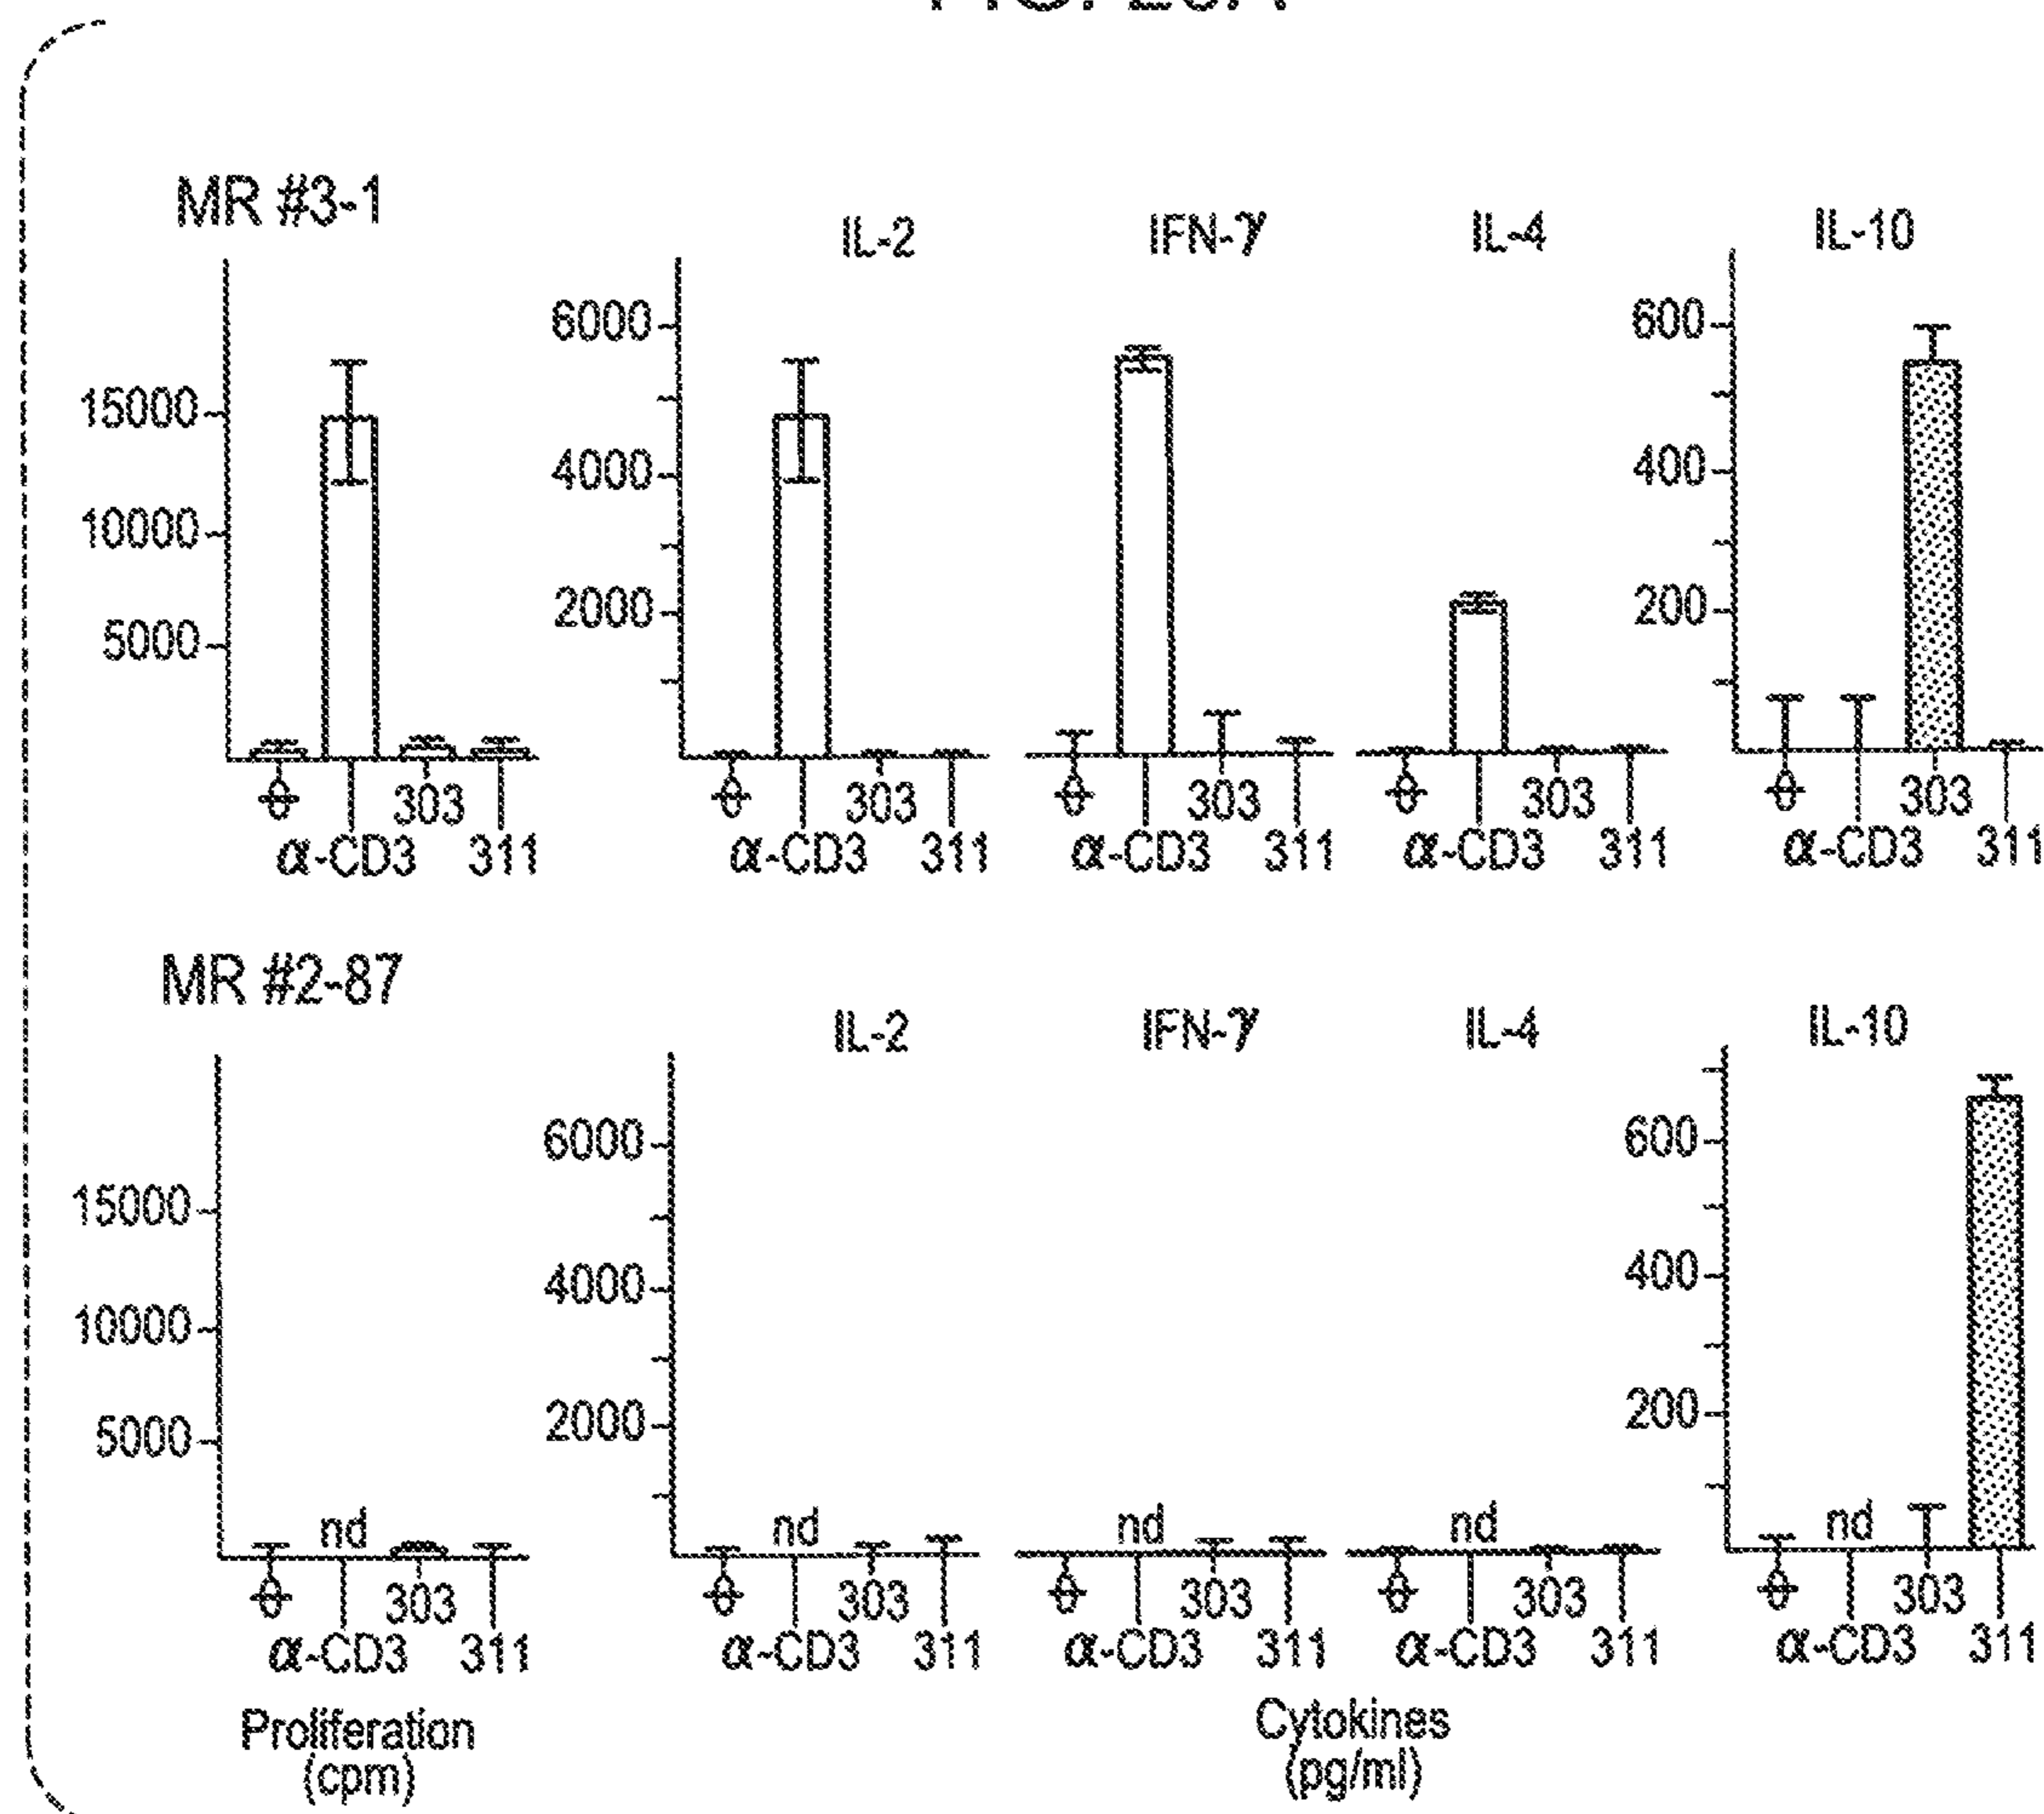 FIG. 20A
MR #3-1
IL-2 IFN-γ IL-4 IL-10
15000 10000 5000
6000 4000 2000
600 400 200
ϕ 303 ϕ 303 ϕ 303 ϕ 303 ϕ 303
α-CD3 311 α-CD3 311 α-CD3 311 α-CD3 311 α-CD3 311
MR #2-87
IL-2 IFN-γ IL-4 IL-10
15000 10000 5000
6000 4000 2000
600 400 200
nd nd nd nd nd
ϕ 303 ϕ 303 ϕ 303 ϕ 303 ϕ 303
α-CD3 311 α-CD3 311 α-CD3 311 α-CD3 311 α-CD3 311
Proliferation
(cpm)
Cytokines
(pg/ml)